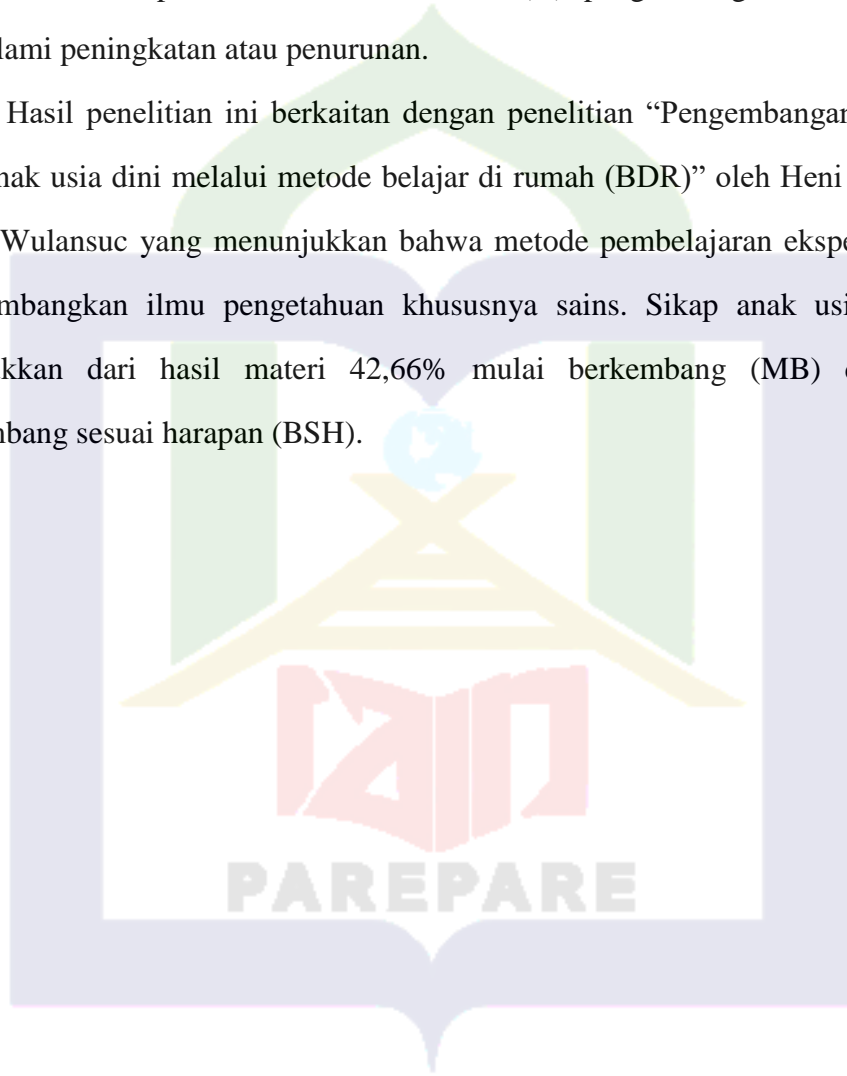 lami peningkatan atau penurunan.
Hasil penelitian ini berkaitan dengan penelitian “Pengembangan
nak usia dini melalui metode belajar di rumah (BDR)” oleh Heni
Wulansuc yang menunjukkan bahwa metode pembelajaran ekspe
mbangkan ilmu pengetahuan khususnya sains. Sikap anak usi
ukkan dari hasil materi 42,66% mulai berkembang (MB)
mbang sesuai harapan (BSH).
iain
PAREPARE